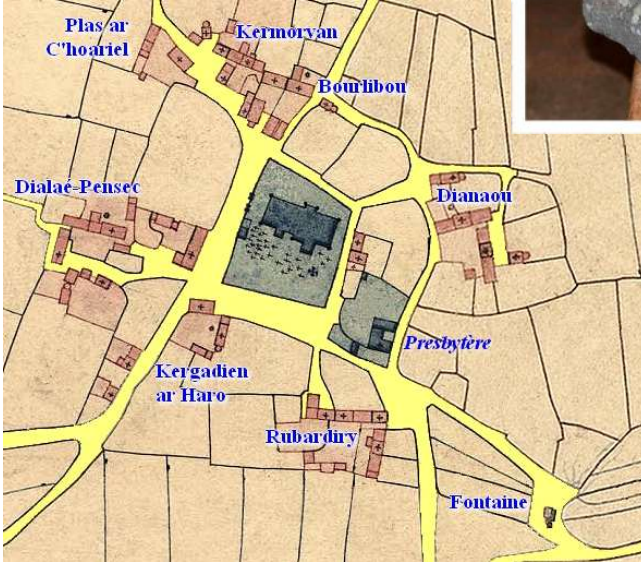 Plas ar
C'hoariel
Kermorvan
Bourlibou
Dialaé-Pensec
Dianaou
Presbytère
Kergadien
ar Haro
Rubardiry
Fontaine